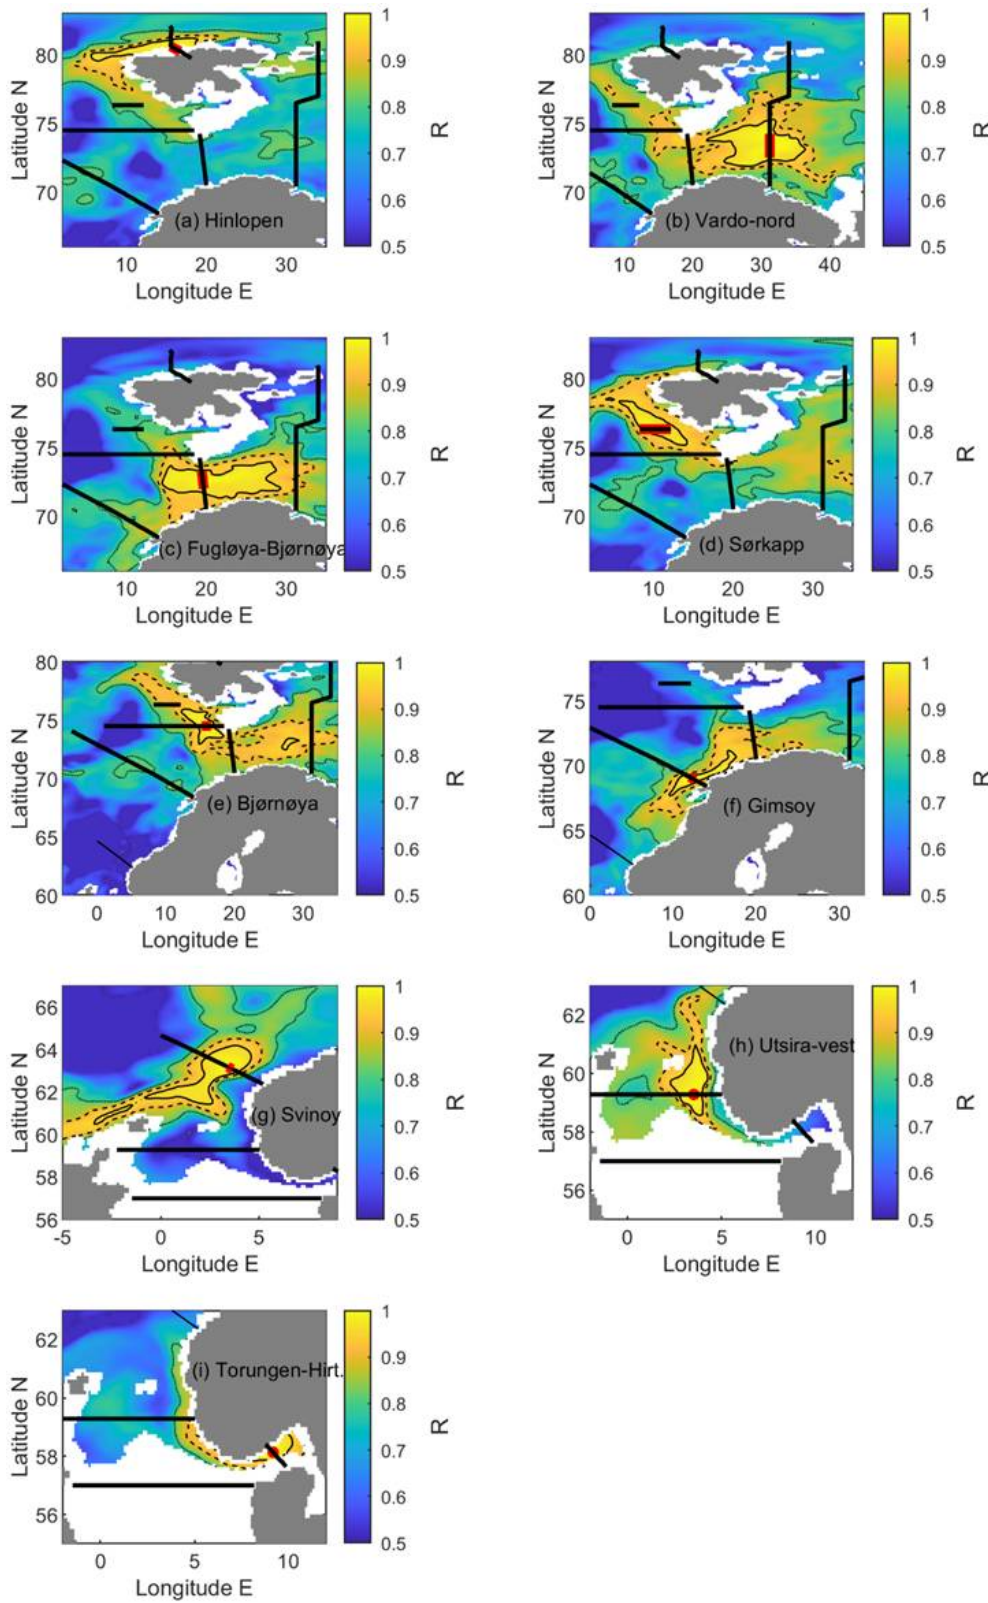 80
75
70
Latitude N
10 20 30
Longitude E
(a) Hinlopen
1
0.9
0.8
0.7
0.6
0.5
R
80
75
70
Latitude N
10 20 30 40
Longitude E
(b) Vardo-nord
1
0.9
0.8
0.7
0.6
0.5
R
80
75
70
Latitude N
10 20 30
Longitude E
(c) Fugløya-Bjørnøya
1
0.9
0.8
0.7
0.6
0.5
R
80
75
70
Latitude N
10 20 30
Longitude E
(d) Sørkapp
1
0.9
0.8
0.7
0.6
0.5
R
80
75
70
65
60
Latitude N
0 10 20 30
Longitude E
(e) Bjørnøya
1
0.9
0.8
0.7
0.6
0.5
R
75
70
65
60
Latitude N
0 10 20 30
Longitude E
(f) Gimsoy
1
0.9
0.8
0.7
0.6
0.5
R
66
64
62
60
58
56
Latitude N
-5 0 5
Longitude E
(g) Svinoy
1
0.9
0.8
0.7
0.6
0.5
R
62
60
58
56
Latitude N
0 5 10
Longitude E
(h) Utsira-vest
1
0.9
0.8
0.7
0.6
0.5
R
62
60
58
56
Latitude N
0 5 10
Longitude E
(i) Torungen-Hirt.
1
0.9
0.8
0.7
0.6
0.5
R